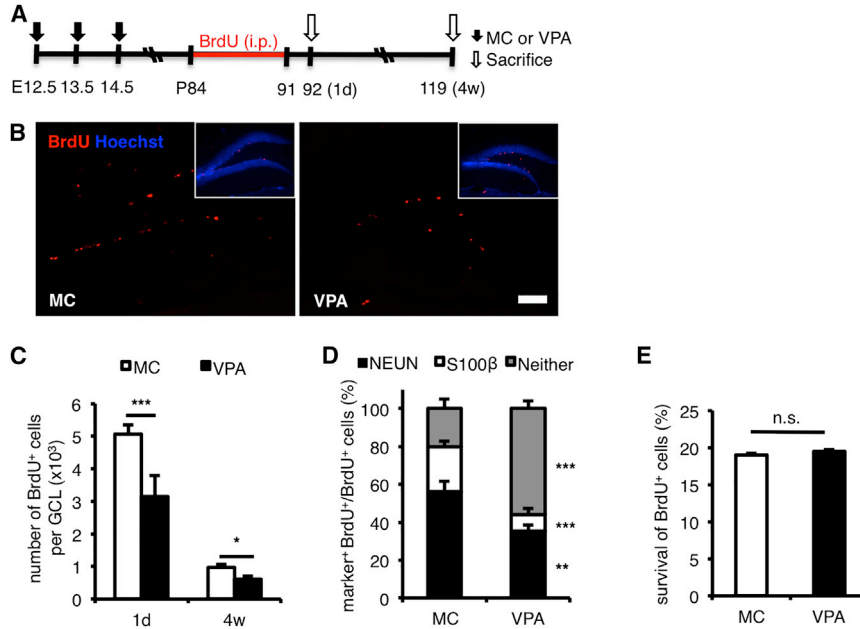 A
BrdU (i.p.)
MC or VPA
Sacrifice
E12.5 13.5 14.5 P84 91 92 (1d) 119 (4w)
B
BrdU Hoechst
MC
VPA
C
MC VPA
number of BrdU⁺ cells
per GCL (x10³)
6
5
4
3
2
1
0
***
*
1d 4w
D
NEUN S100β Neither
marker⁺ BrdU⁺/BrdU⁺ cells (%)
100
80
60
40
20
0
***
***
**
MC VPA
E
survival of BrdU⁺ cells (%)
25
20
15
10
5
0
n.s.
MC VPA